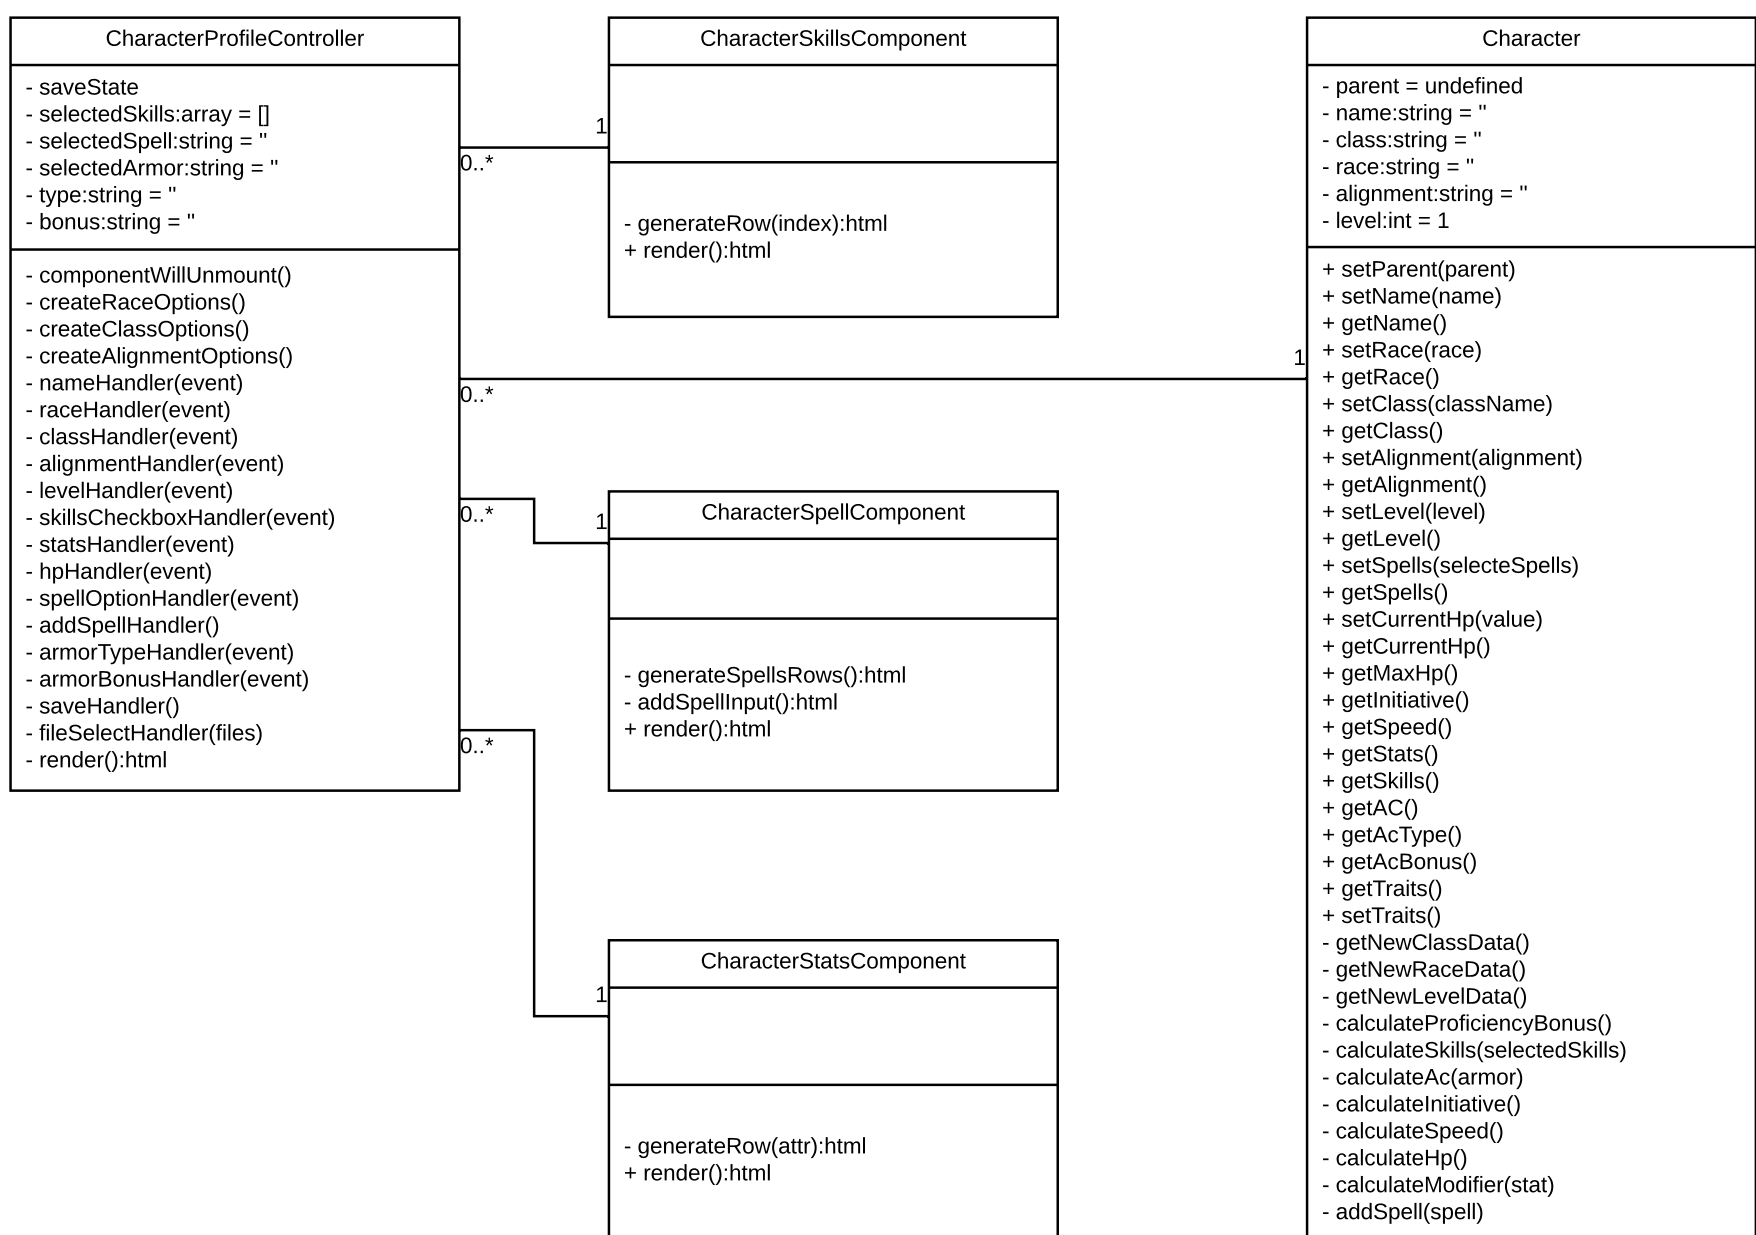 CharacterProfileController
- saveState
- selectedSkills:array = []
- selectedSpell:string = ''
- selectedArmor:string = ''
- type:string = ''
- bonus:string = ''
- componentWillUnmount()
- createRaceOptions()
- createClassOptions()
- createAlignmentOptions()
- nameHandler(event)
- raceHandler(event)
- classHandler(event)
- alignmentHandler(event)
- levelHandler(event)
- skillsCheckboxHandler(event)
- statsHandler(event)
- hpHandler(event)
- spellOptionHandler(event)
- addSpellHandler()
- armorTypeHandler(event)
- armorBonusHandler(event)
- saveHandler()
- fileSelectHandler(files)
- render():html
0..*
1
0..*
1
0..*
1
0..*
1
CharacterSkillsComponent
- generateRow(index):html
+ render():html
CharacterSpellComponent
- generateSpellsRows():html
- addSpellInput():html
+ render():html
CharacterStatsComponent
- generateRow(attr):html
+ render():html
Character
- parent = undefined
- name:string = ''
- class:string = ''
- race:string = ''
- alignment:string = ''
- level:int = 1
+ setParent(parent)
+ setName(name)
+ getName()
+ setRace(race)
+ getRace()
+ setClass(className)
+ getClass()
+ setAlignment(alignment)
+ getAlignment()
+ setLevel(level)
+ getLevel()
+ setSpells(selecteSpells)
+ getSpells()
+ setCurrentHp(value)
+ getCurrentHp()
+ getMaxHp()
+ getInitiative()
+ getSpeed()
+ getStats()
+ getSkills()
+ getAC()
+ getAcType()
+ getAcBonus()
+ getTraits()
+ setTraits()
- getNewClassData()
- getNewRaceData()
- getNewLevelData()
- calculateProficiencyBonus()
- calculateSkills(selectedSkills)
- calculateAc(armor)
- calculateInitiative()
- calculateSpeed()
- calculateHp()
- calculateModifier(stat)
- addSpell(spell)